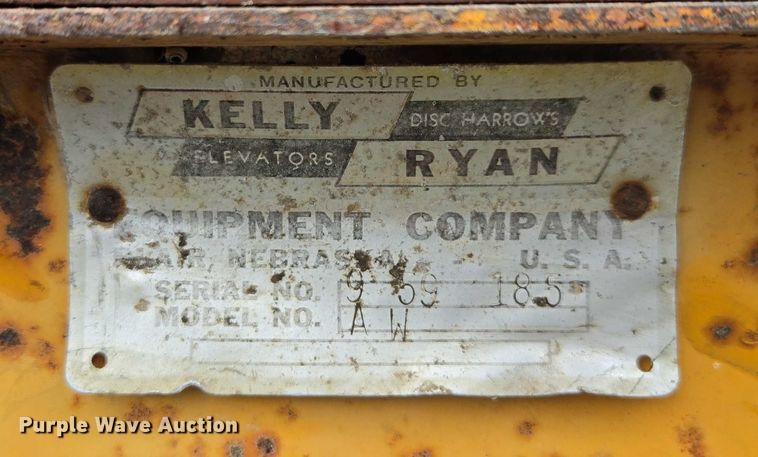 MANUFACTURED BY
KELLY DISC HARROWS
ELEVATORS RYAN
EQUIPMENT COMPANY
BLAIR, NEBRASKA - - U. S. A.
SERIAL NO. 9 59 185
MODEL NO. A W
Purple Wave Auction